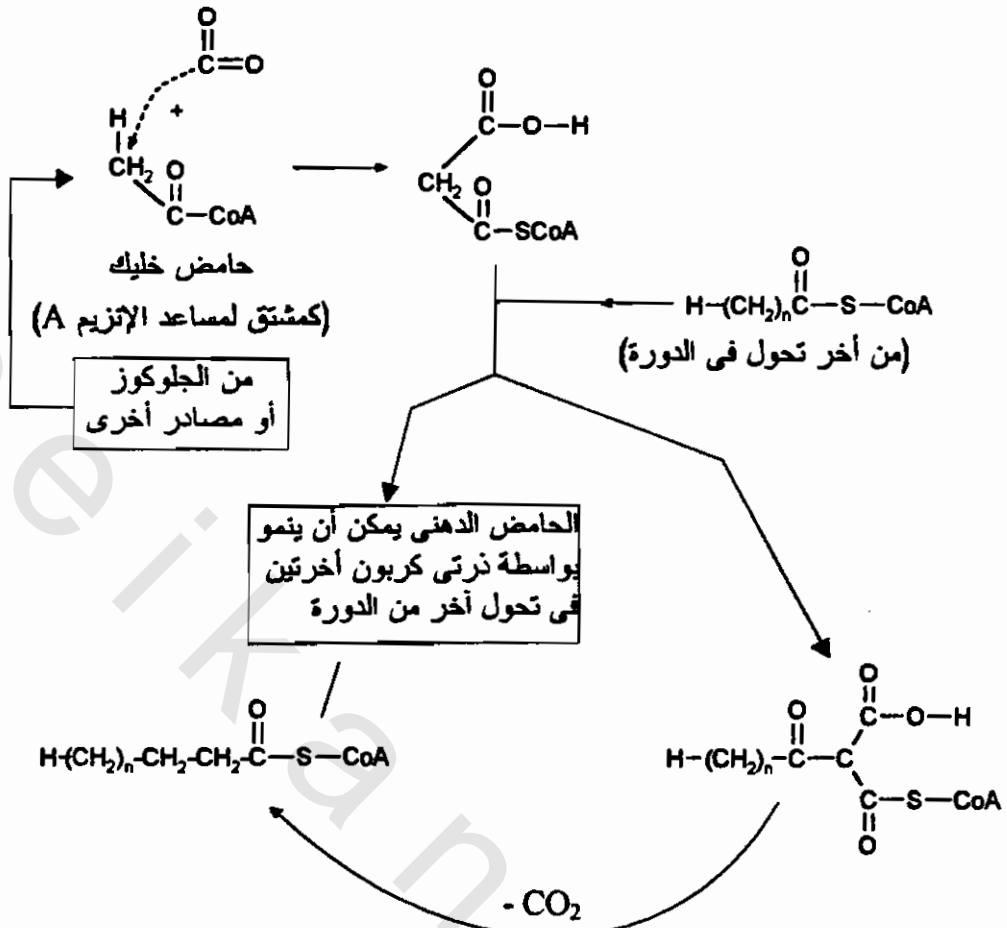 O
C=O
+
H
CH₂ O
C–CoA
حامض خليك
(كمشتق لمساعد الإنزيم A)
من الجلوكوز
أو مصادر أخرى
O
C–O–H
CH₂ O
C–SCoA
O
H–(CH₂)ₙC–S–CoA
(من أخر تحول فى الدورة)
الحامض الدهنى يمكن أن ينمو
بواسطة ذرتى كربون أخرتين
فى تحول آخر من الدورة
O
H-(CH₂)ₙ-CH₂-CH₂C–S–CoA
O
O C–O–H
H–(CH₂)ₙ–C–C
C–S–CoA
O
- CO₂
e i k a n